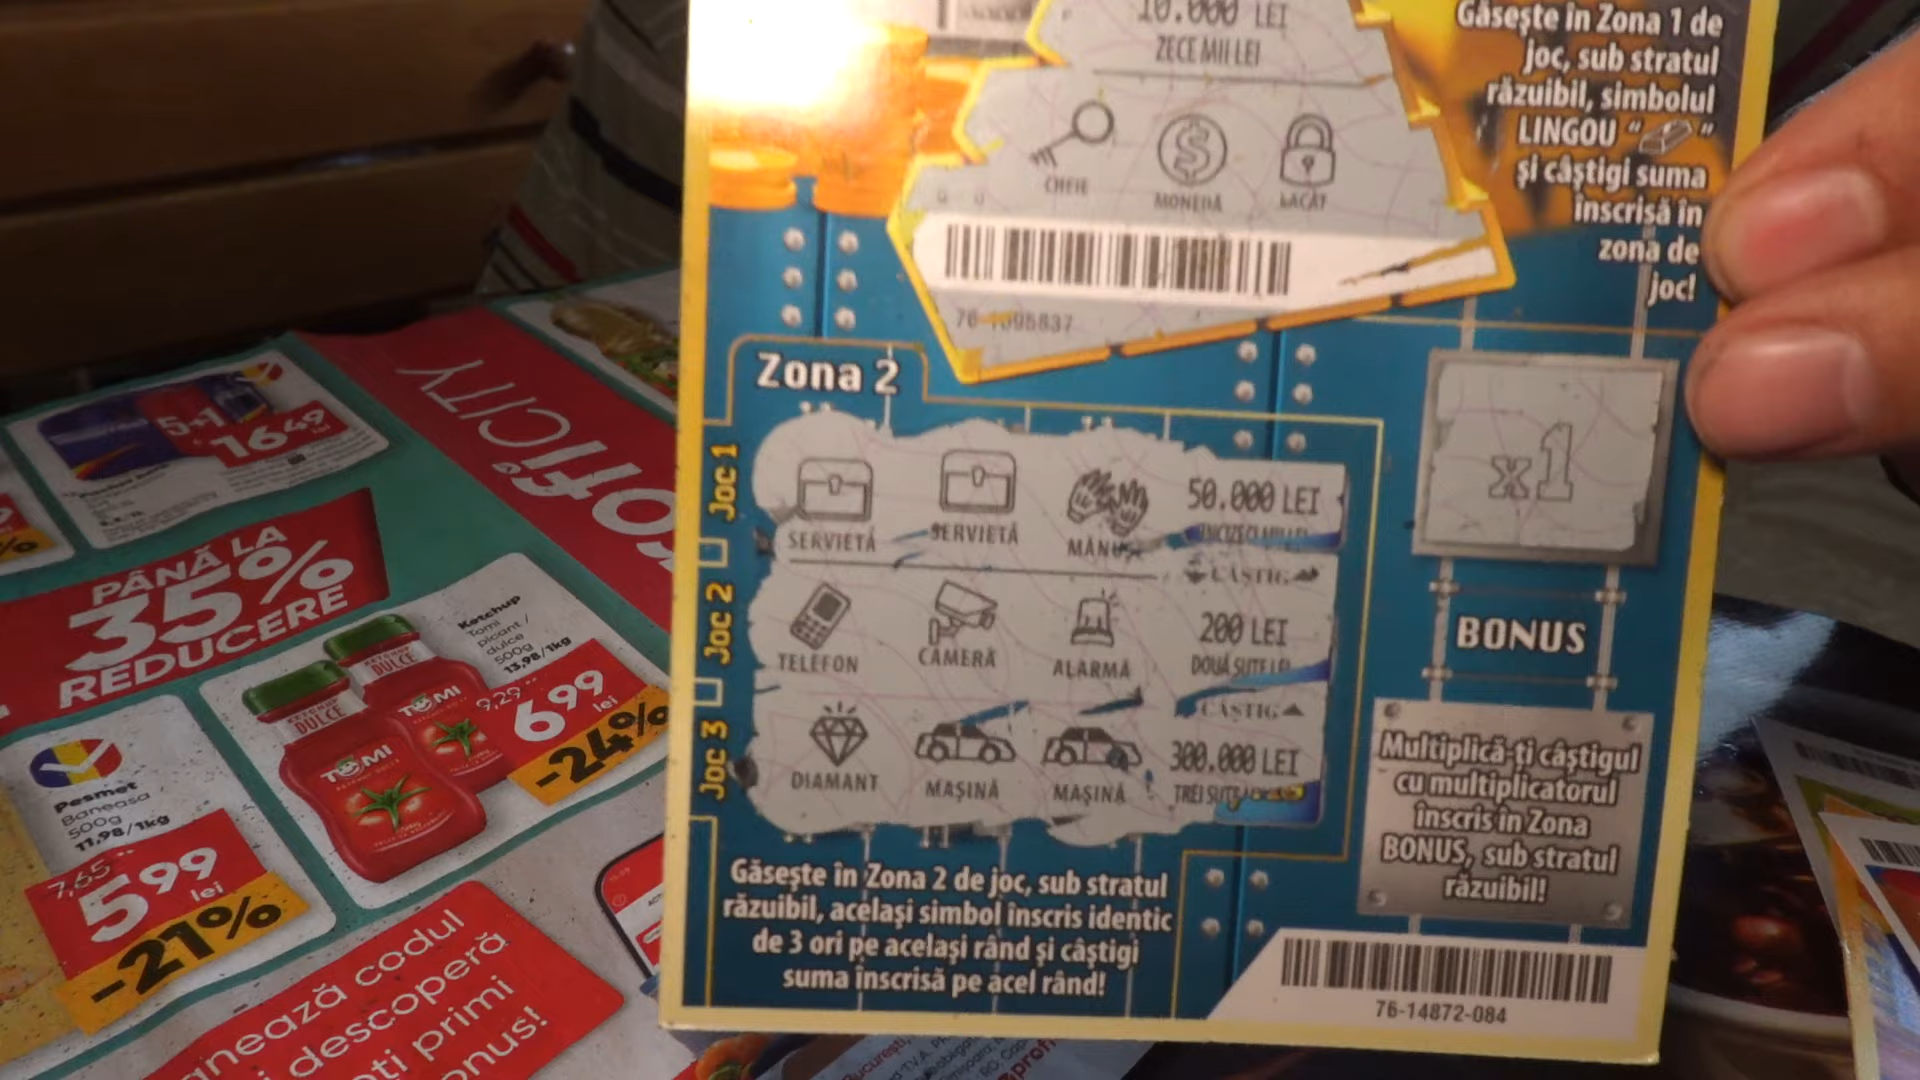 10.000 LEI
ZECE MII LEI
CHEIE
MONEDĂ
LACĂT
76-1095837
Găsește în Zona 1 de
joc, sub stratul
răzuibil, simbolul
LINGOU " "
și câștigi suma
înscrisă în
zona de
joc!
Zona 2
Joc 1
SERVIETĂ
SERVIETĂ
50.000 LEI
Joc 2
CÂȘTIG
TELEFON
CAMERĂ
ALARMĂ
200 LEI
DOUĂ SUTE LEI
Joc 3
CÂȘTIG
DIAMANT
MAȘINĂ
MAȘINĂ
300.000 LEI
x1
BONUS
Multiplică-ți câștigul
cu multiplicatorul
înscris în Zona
BONUS, sub stratul
răzuibil!
Găsește în Zona 2 de joc, sub stratul
răzuibil, același simbol înscris identic
de 3 ori pe același rând și câștigi
suma înscrisă pe acel rând!
76-14872-084
5+1
16 49
PÂNĂ LA
35%
REDUCERE
Ketchup
Tomi
picant /
dulce
500g
13,98/1kg
KETCHUP
DULCE
TOMI
KETCHUP
DULCE
TOMI
9,29
6 99
lei
-24%
Pesmet
Baneasa /
500g
11,98/1kg
7,65
5 99
lei
-21%
codul
descoperă
primi